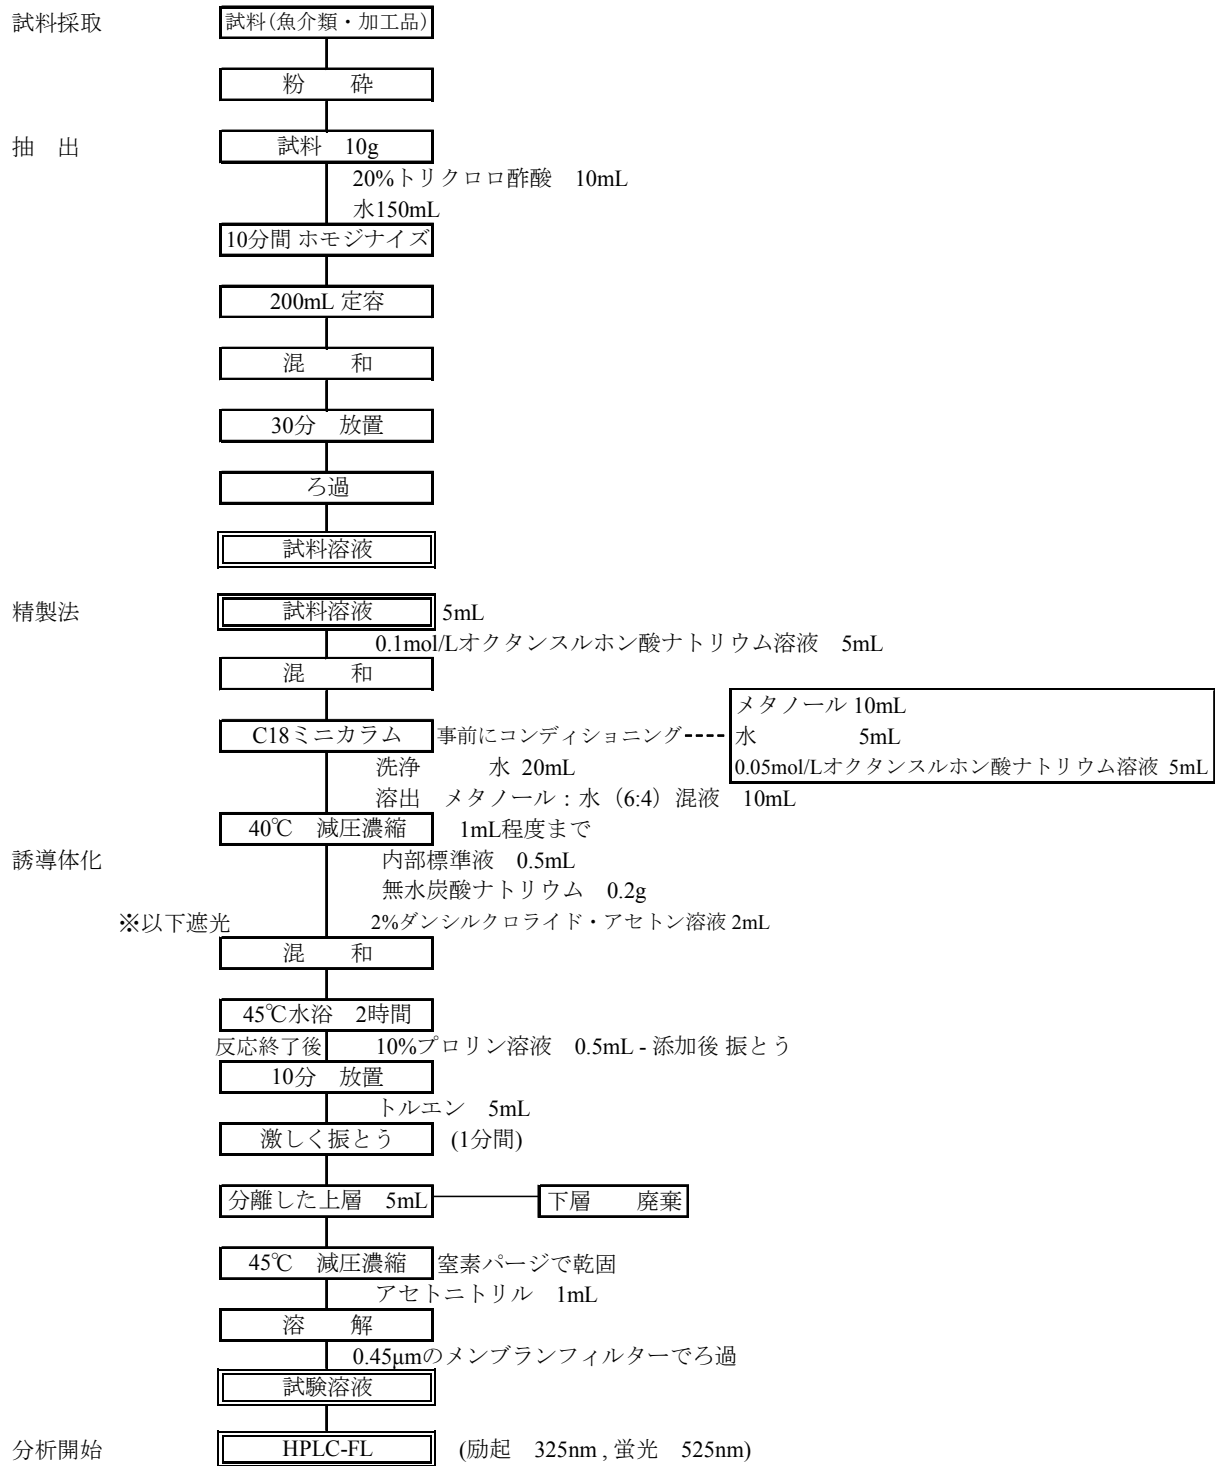 試料採取 試料(魚介類・加工品)
粉 砕
抽 出 試料 10g
20%トリクロロ酢酸 10mL
水150mL
10分間 ホモジナイズ
200mL 定容
混 和
30分 放置
ろ過
試料溶液
精製法 試料溶液 5mL
0.1mol/Lオクタンスルホン酸ナトリウム溶液 5mL
混 和
メタノール 10mL
C18ミニカラム 事前にコンディショニング---- 水 5mL
洗浄 水 20mL 0.05mol/Lオクタンスルホン酸ナトリウム溶液 5mL
溶出 メタノール：水（6:4）混液 10mL
40℃ 減圧濃縮 1mL程度まで
誘導体化 内部標準液 0.5mL
無水炭酸ナトリウム 0.2g
※以下遮光 2%ダンシルクロライド・アセトン溶液 2mL
混 和
45℃水浴 2時間
反応終了後 10%プロリン溶液 0.5mL - 添加後 振とう
10分 放置
トルエン 5mL
激しく振とう (1分間)
分離した上層 5mL 下層 廃棄
45℃ 減圧濃縮 窒素パージで乾固
アセトニトリル 1mL
溶 解
0.45μmのメンブランフィルターでろ過
試験溶液
分析開始 HPLC-FL (励起 325nm , 蛍光 525nm)